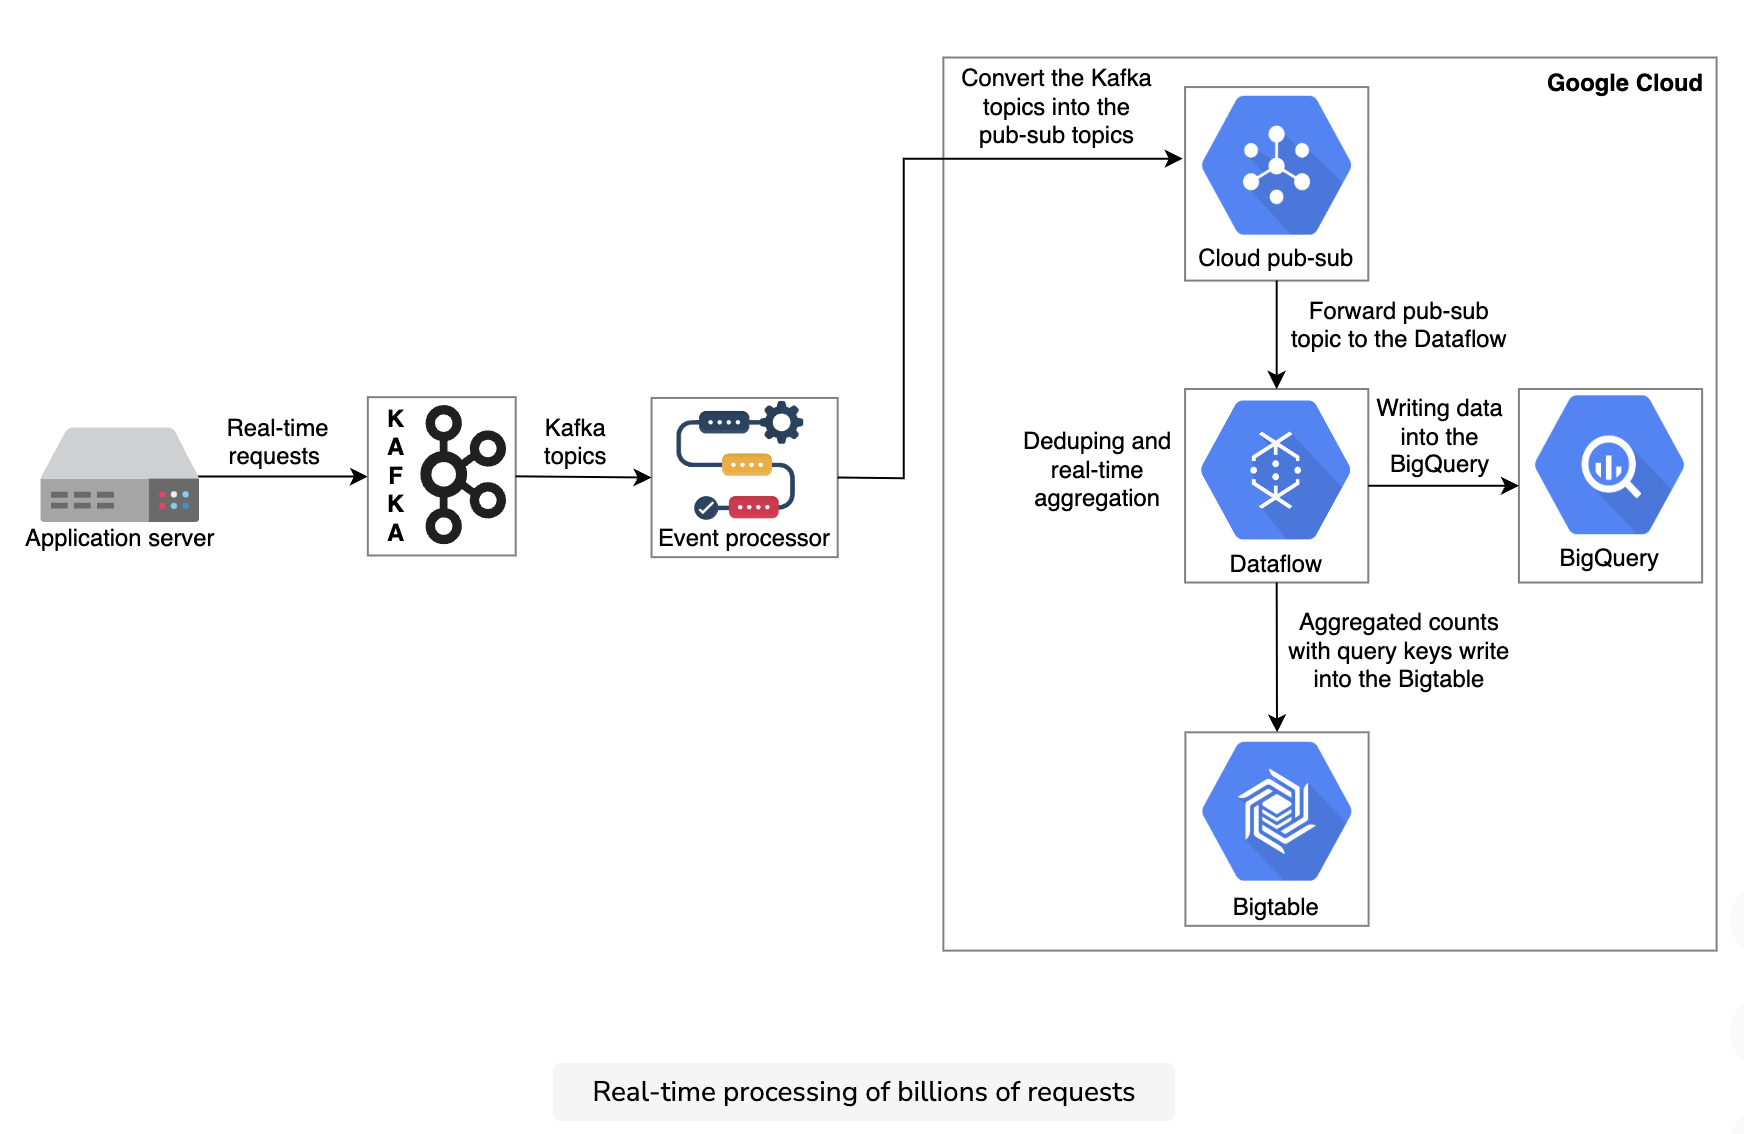 Google Cloud
Convert the Kafka
topics into the
pub-sub topics
Cloud pub-sub
Forward pub-sub
topic to the Dataflow
Real-time
requests
Application server
K
A
F
K
A
Kafka
topics
Event processor
Deduping and
real-time
aggregation
Dataflow
Writing data
into the
BigQuery
BigQuery
Aggregated counts
with query keys write
into the Bigtable
Bigtable
Real-time processing of billions of requests